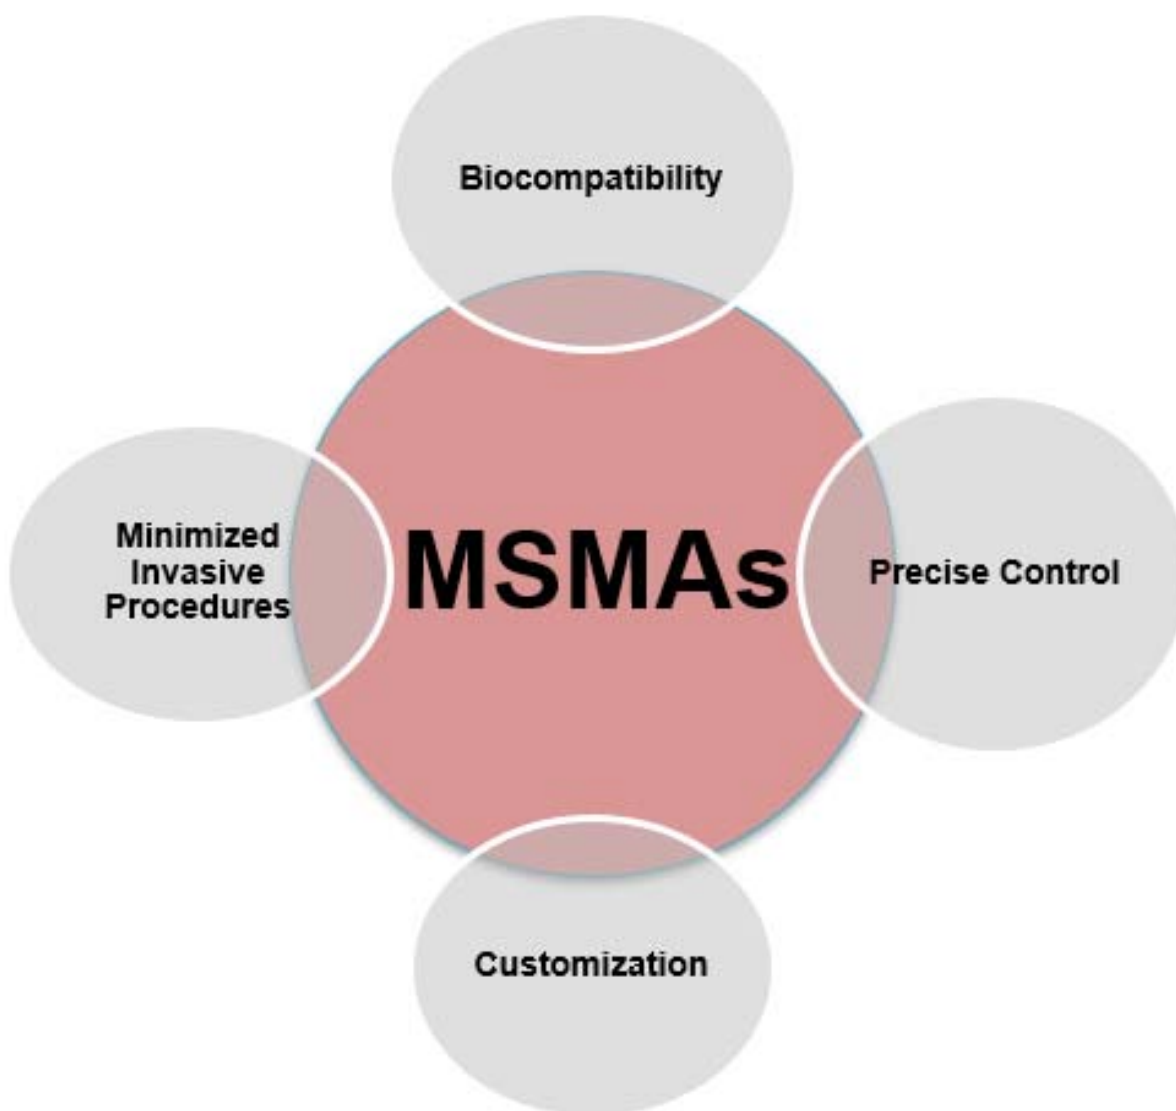 Biocompatibility
Minimized
Invasive
Procedures
MSMAs
Precise Control
Customization